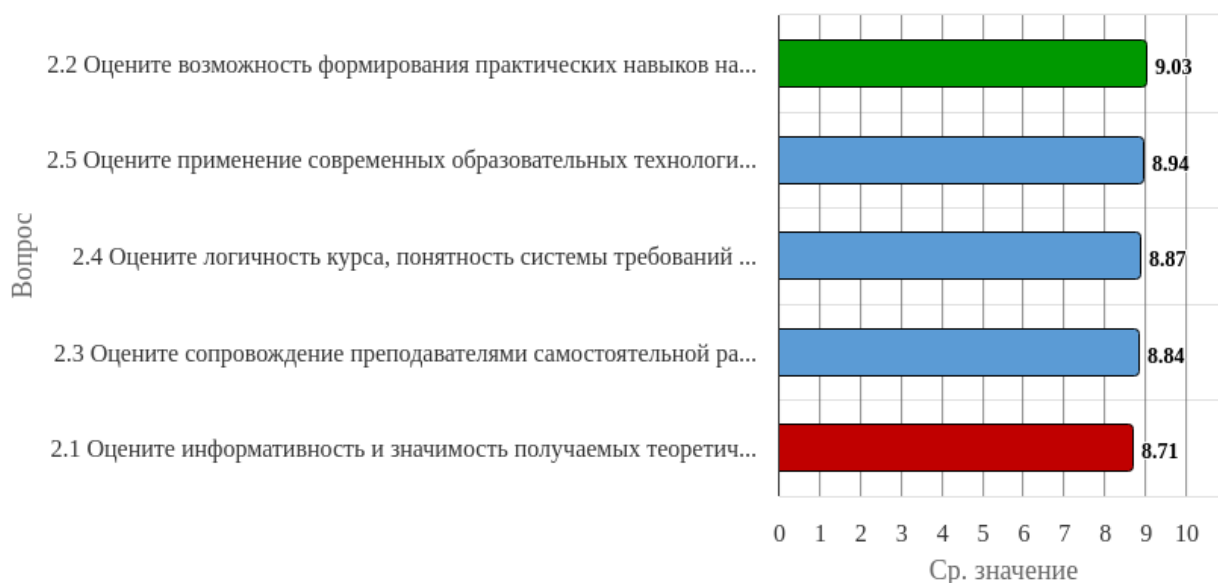 2.2 Оцените возможность формирования практических навыков на...
9.03
2.5 Оцените применение современных образовательных технологи...
8.94
2.4 Оцените логичность курса, понятность системы требований ...
8.87
2.3 Оцените сопровождение преподавателями самостоятельной ра...
8.84
2.1 Оцените информативность и значимость получаемых теоретич...
8.71
Вопрос
0 1 2 3 4 5 6 7 8 9 10
Ср. значение